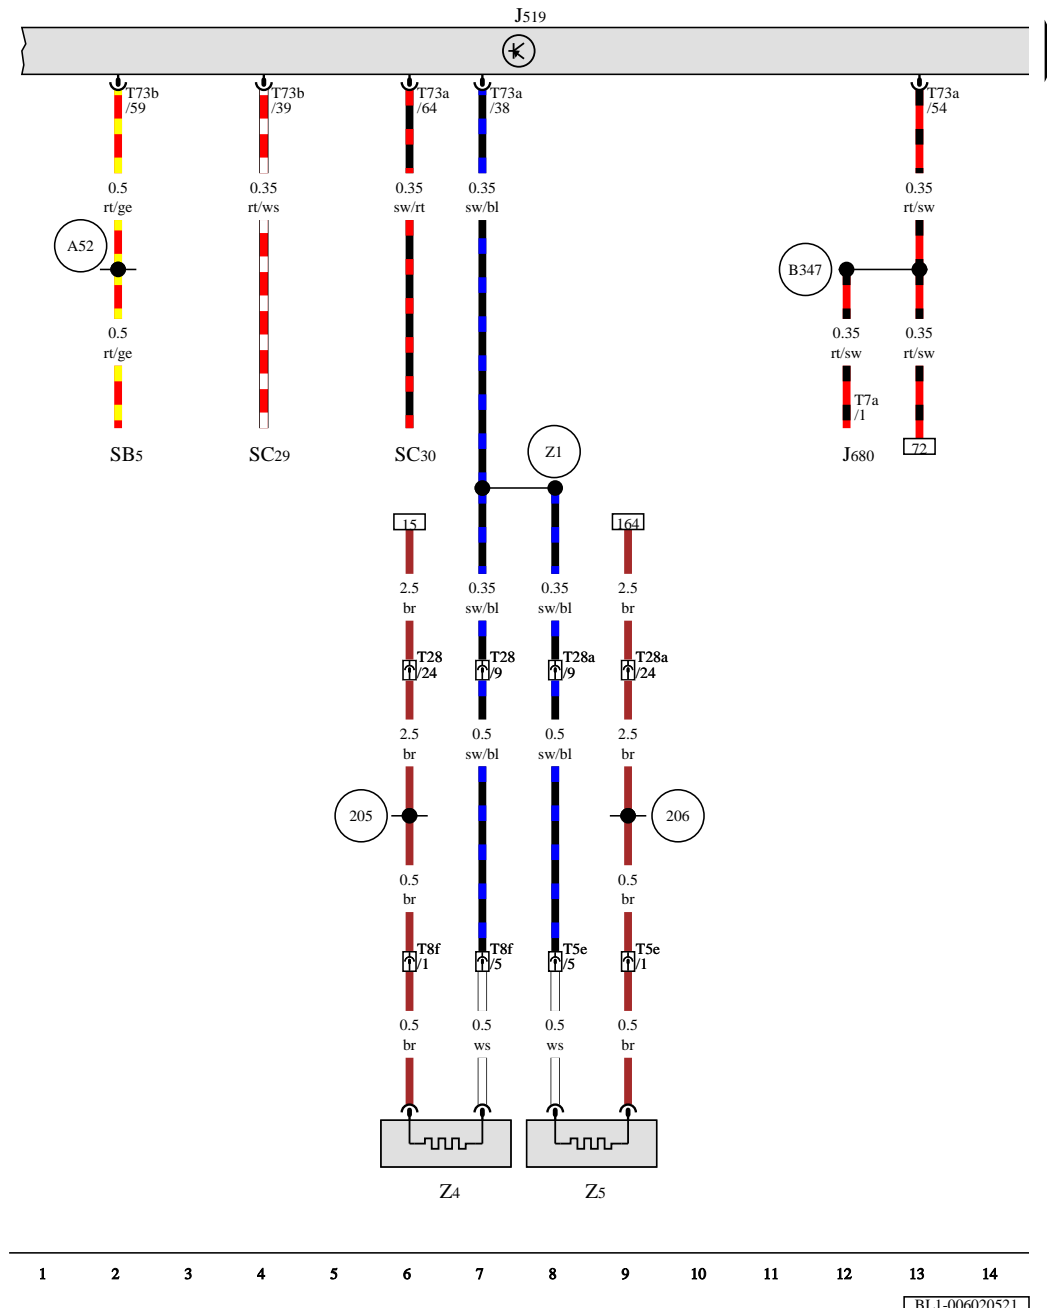 J519
T73b
/59
T73b
/39
T73a
/64
T73a
/38
T73a
/54
0.5
rt/ge
0.35
rt/ws
0.35
sw/rt
0.35
sw/bl
0.35
rt/sw
A52
B347
0.5
rt/ge
0.35
rt/sw
0.35
rt/sw
T7a
/1
SB5
SC29
SC30
Z1
J680
72
15
164
2.5
br
0.35
sw/bl
0.35
sw/bl
2.5
br
T28
/24
T28
/9
T28a
/9
T28a
/24
2.5
br
0.5
sw/bl
0.5
sw/bl
2.5
br
205
206
0.5
br
0.5
br
T8f
/1
T8f
/5
T5e
/5
T5e
/1
0.5
br
0.5
ws
0.5
ws
0.5
br
Z4
Z5
1 2 3 4 5 6 7 8 9 10 11 12 13 14
BL1-006020521